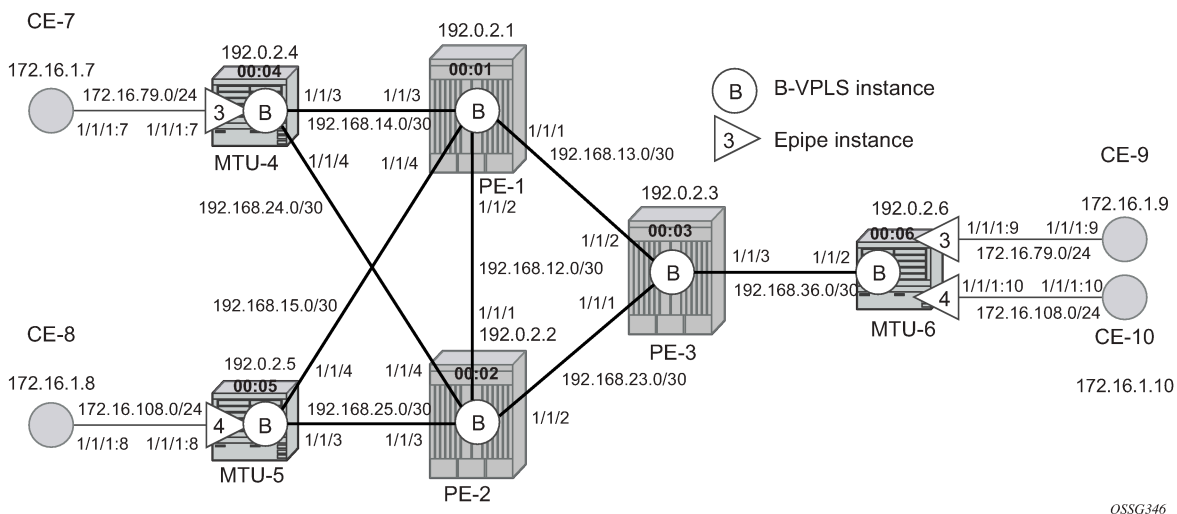 CE-7
172.16.1.7
172.16.79.0/24
1/1/1:7 1/1/1:7
3
192.0.2.4
00:04
B
MTU-4
1/1/3
1/1/3
192.168.14.0/30
1/1/4
1/1/4
192.168.24.0/30
192.0.2.1
00:01
B
PE-1
1/1/1
192.168.13.0/30
1/1/2
192.168.12.0/30
1/1/1
192.168.15.0/30
B
B-VPLS instance
3
Epipe instance
192.0.2.3
00:03
B
PE-3
1/1/2
1/1/1
1/1/3
1/1/2
192.168.36.0/30
192.0.2.6
00:06
B
MTU-6
3
4
1/1/1:9
1/1/1:9
172.16.79.0/24
CE-9
172.16.1.9
1/1/1:10
1/1/1:10
172.16.108.0/24
CE-10
172.16.1.10
CE-8
172.16.1.8
172.16.108.0/24
1/1/1:8 1/1/1:8
4
192.0.2.5
00:05
B
MTU-5
1/1/4
1/1/4
192.168.25.0/30
1/1/3
1/1/3
192.0.2.2
00:02
B
PE-2
1/1/2
192.168.23.0/30
OSSG346